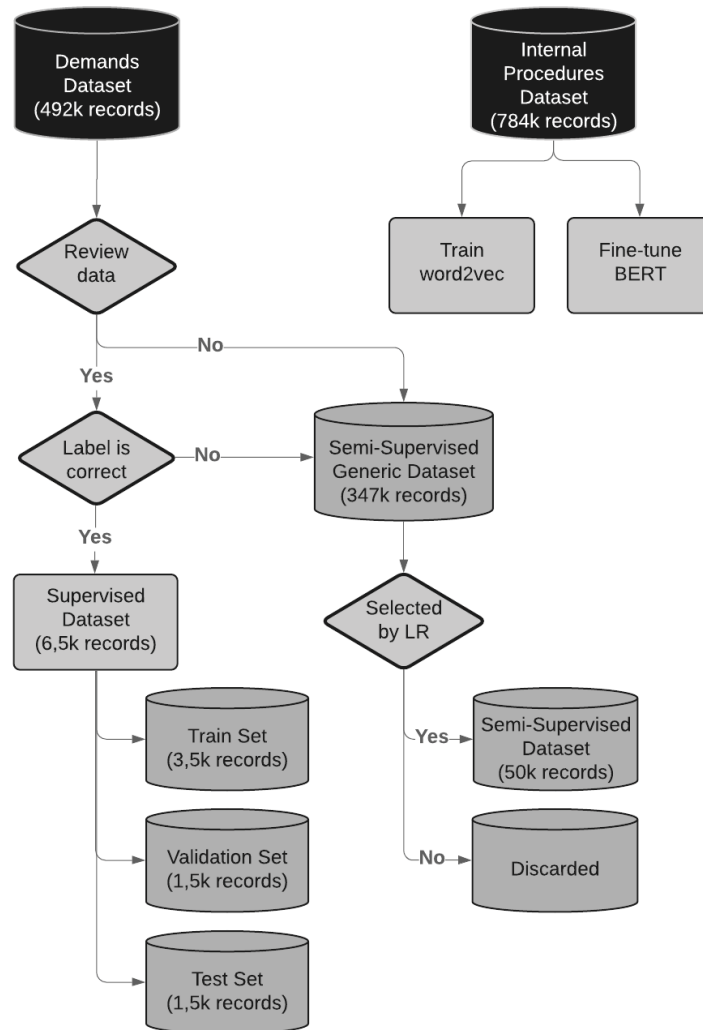 Demands
Dataset
(492k records)
Internal
Procedures
Dataset
(784k records)
Review
data
Train
word2vec
Fine-tune
BERT
No
Yes
Label is
correct
No
Semi-Supervised
Generic Dataset
(347k records)
Yes
Supervised
Dataset
(6,5k records)
Selected
by LR
Train Set
(3,5k records)
Yes
Semi-Supervised
Dataset
(50k records)
Validation Set
(1,5k records)
No
Discarded
Test Set
(1,5k records)